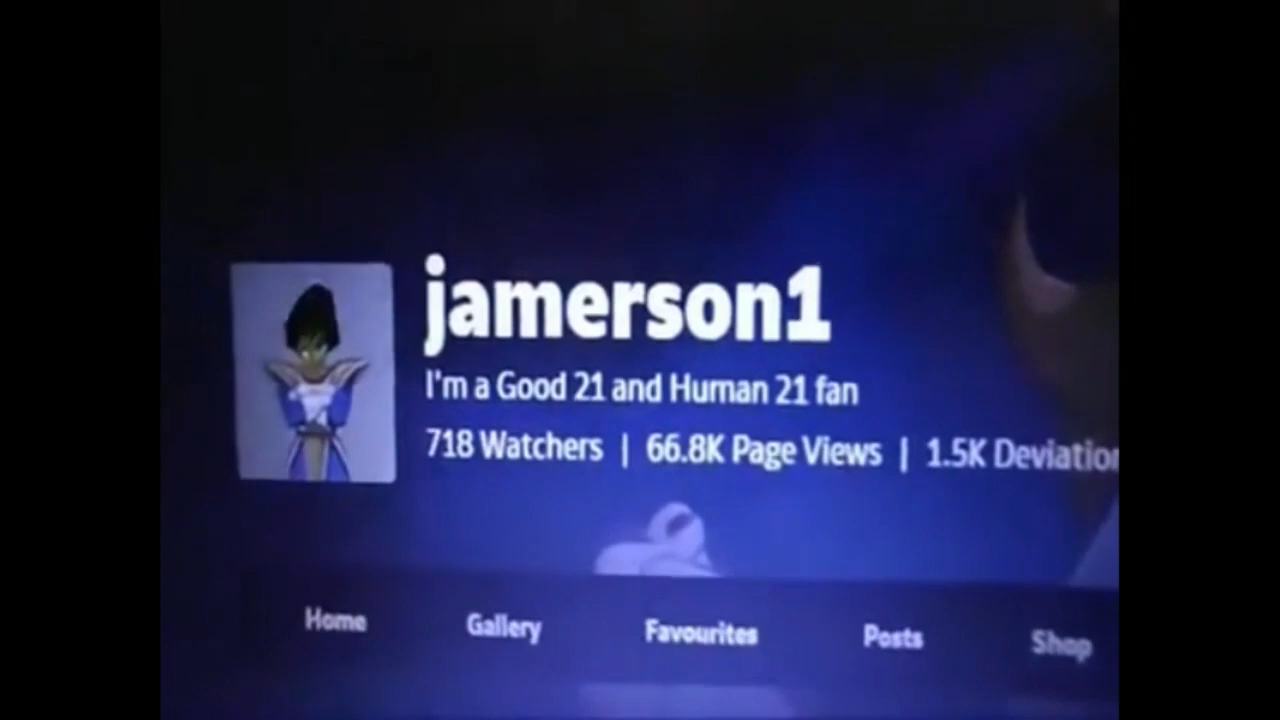 jamerson1
I'm a Good 21 and Human 21 fan
718 Watchers | 66.8K Page Views | 1.5K Deviation
Home Gallery Favourites Posts Shop